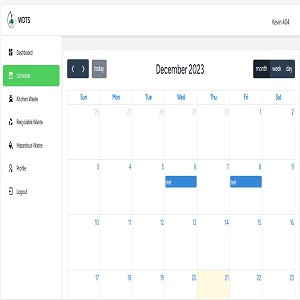 WDTS
Kevin 404
Dashboard
Schedule
Kitchen Waste
Recyclable Waste
Hazardous Waste
Profile
Logout
today
December 2023
month week day
Sun Mon Tue Wed Thu Fri Sat
26 27 28 29 30 1 2
3 4 5 6 7 8 9
test test
10 11 12 13 14 15 16
17 18 19 20 21 22 23